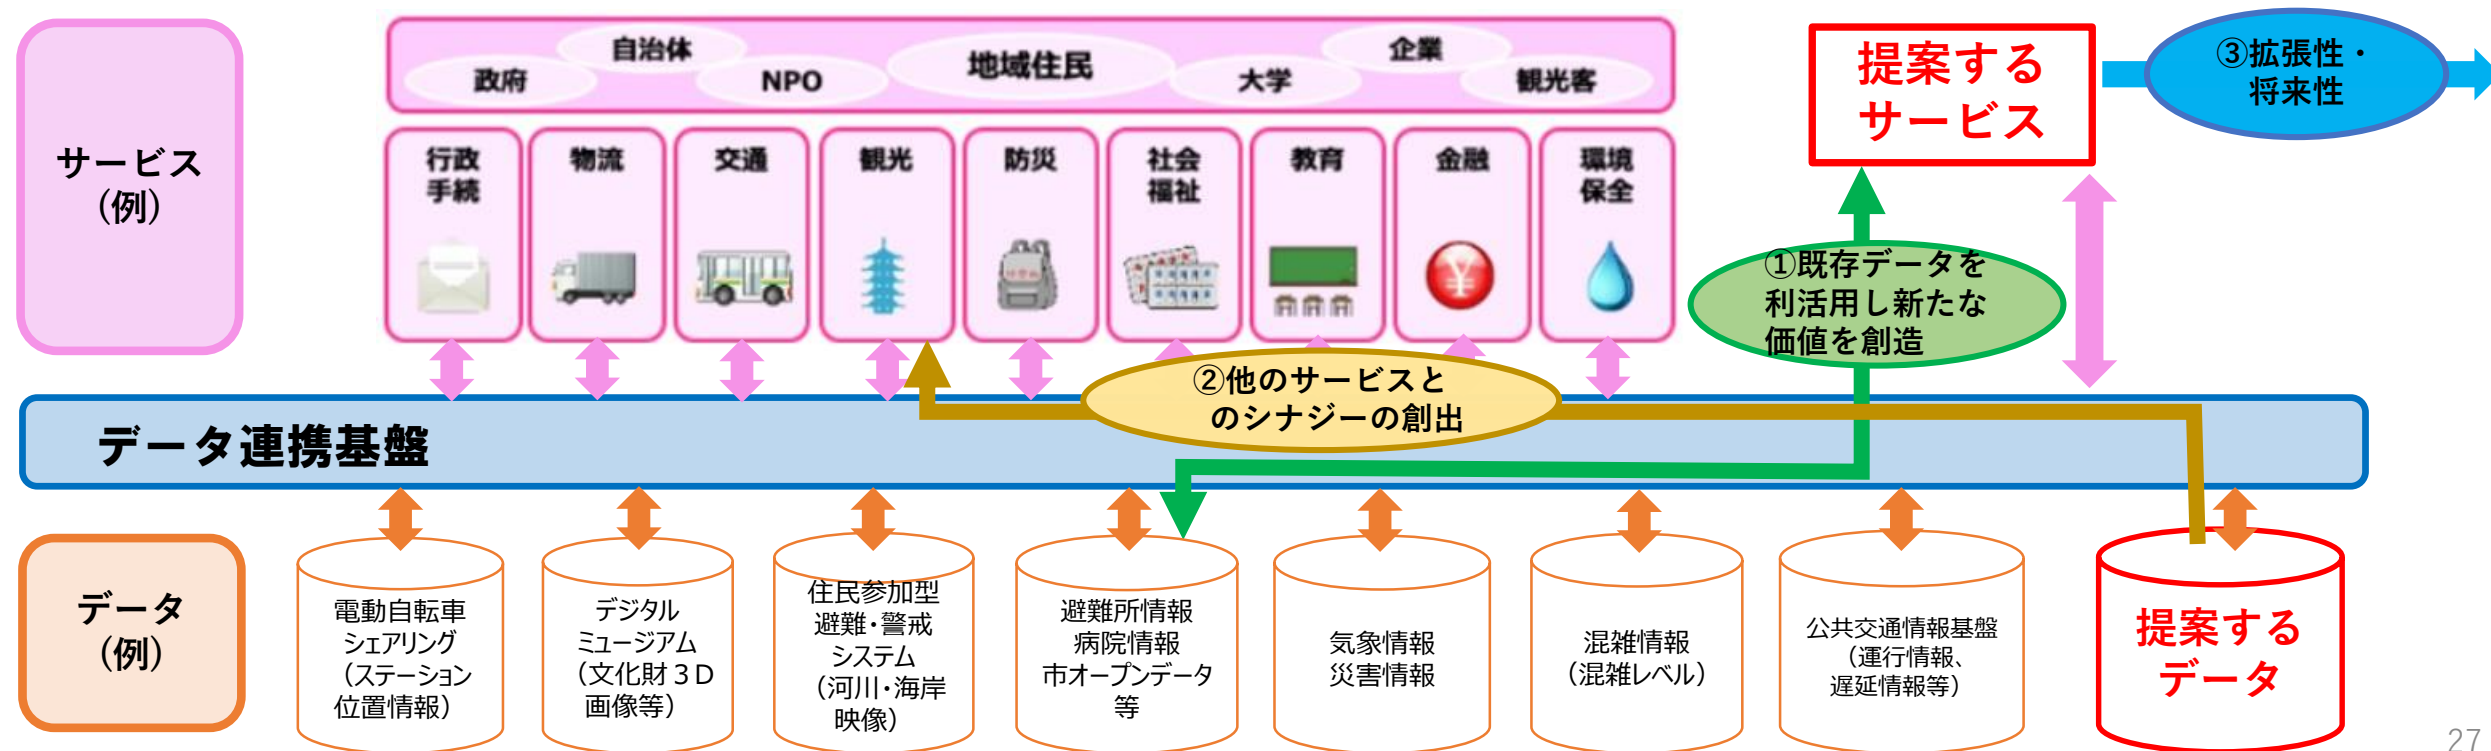 サービス
(例)
政府
自治体
NPO
地域住民
大学
企業
観光客
行政
手続
物流
交通
観光
防災
社会
福祉
教育
金融
環境
保全
提案する
サービス
③拡張性・
将来性
①既存データを
利活用し新たな
価値を創造
②他のサービスと
のシナジーの創出
データ連携基盤
データ
(例)
電動自転車
シェアリング
（ステーション
位置情報）
デジタル
ミュージアム
（文化財３D
画像等）
住民参加型
避難・警戒
システム
（河川・海岸
映像）
避難所情報
病院情報
市オープンデータ
等
気象情報
災害情報
混雑情報
（混雑レベル）
公共交通情報基盤
（運行情報、
遅延情報等）
提案する
データ
27